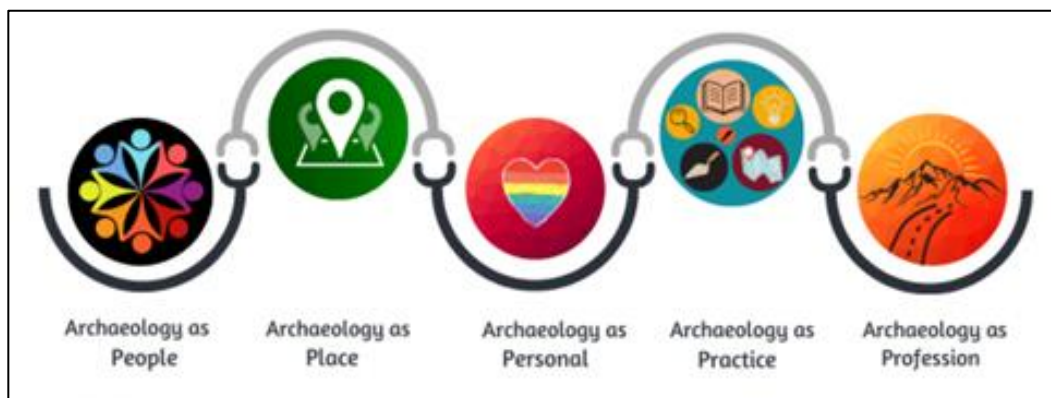 Archaeology as
People
Archaeology as
Place
Archaeology as
Personal
Archaeology as
Practice
Archaeology as
Profession